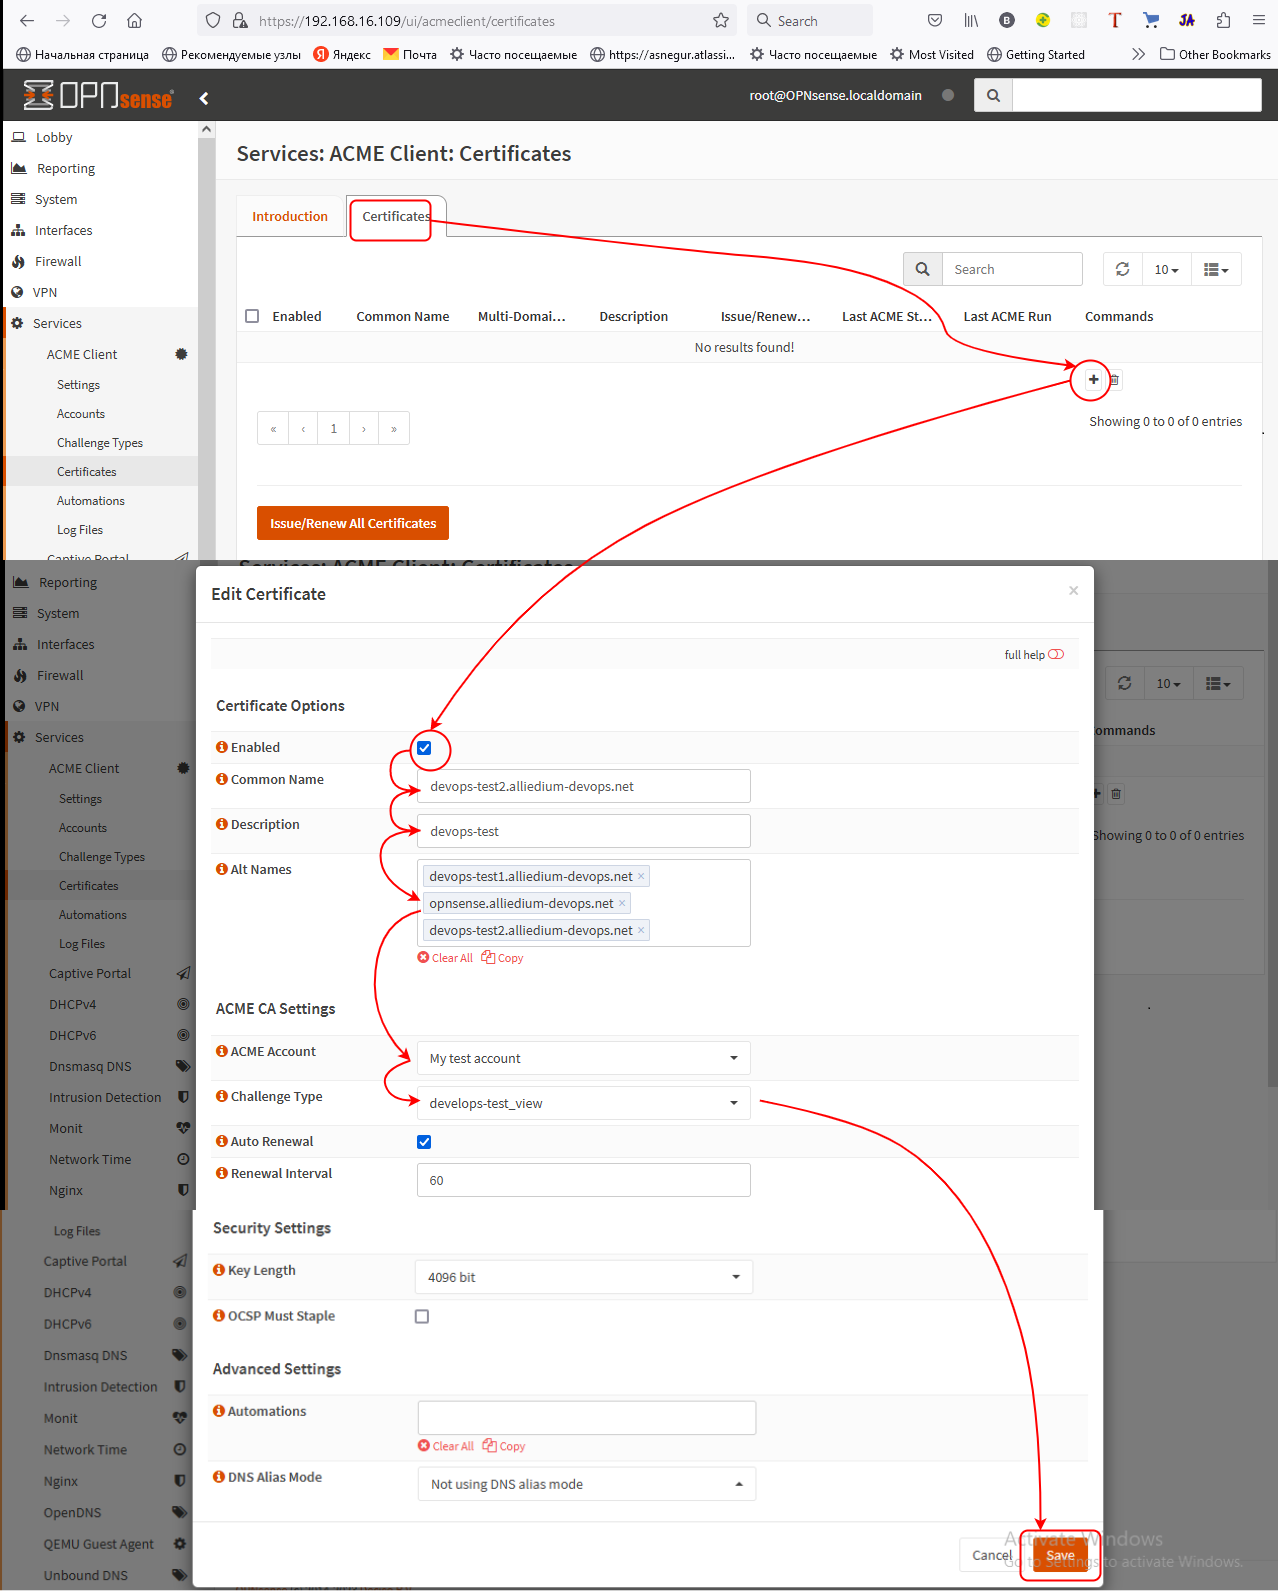 https://192.168.16.109/ui/acmeclient/certificates
Search
Начальная страница Рекомендуемые узлы Яндекс Почта Часто посещаемые https://asnegur.atlassi... Часто посещаемые Most Visited Getting Started Other Bookmarks
OPNsense
root@OPNsense.localdomain
Lobby
Reporting
System
Interfaces
Firewall
VPN
Services
ACME Client
Settings
Accounts
Challenge Types
Certificates
Automations
Log Files
Captive Portal
Services: ACME Client: Certificates
Introduction Certificates
Search 10
Enabled Common Name Multi-Domai... Description Issue/Renew... Last ACME St... Last ACME Run Commands
No results found!
« ‹ 1 › »
Showing 0 to 0 of 0 entries
Issue/Renew All Certificates
Services: ACME Client: Certificates
Reporting
System
Interfaces
Firewall
VPN
Services
ACME Client
Settings
Accounts
Challenge Types
Certificates
Automations
Log Files
Captive Portal
DHCPv4
DHCPv6
Dnsmasq DNS
Intrusion Detection
Monit
Network Time
Nginx
10
ommands
Showing 0 to 0 of 0 entries
Edit Certificate ×
full help
Certificate Options
Enabled
Common Name devops-test2.alliedium-devops.net
Description devops-test
Alt Names devops-test1.alliedium-devops.net ×
opnsense.alliedium-devops.net ×
devops-test2.alliedium-devops.net ×
Clear All Copy
ACME CA Settings
ACME Account My test account
Challenge Type develops-test_view
Auto Renewal
Renewal Interval 60
Log Files
Captive Portal
DHCPv4
DHCPv6
Dnsmasq DNS
Intrusion Detection
Monit
Network Time
Nginx
OpenDNS
QEMU Guest Agent
Unbound DNS
Security Settings
Key Length 4096 bit
OCSP Must Staple
Advanced Settings
Automations
Clear All Copy
DNS Alias Mode Not using DNS alias mode
Cancel Save
Activate Windows
Go to Settings to activate Windows.